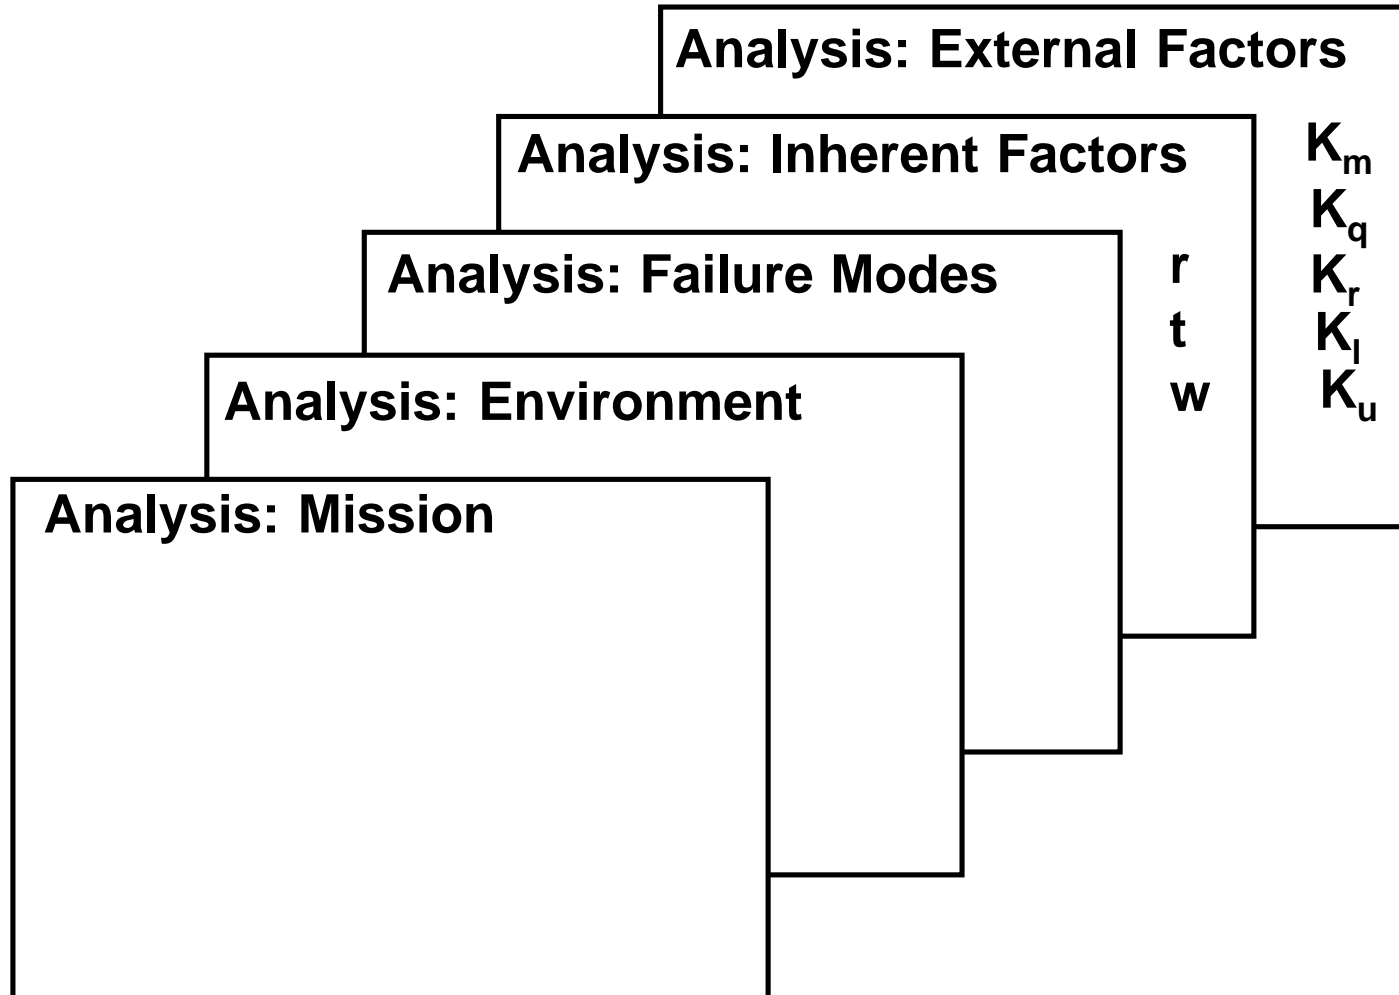 Analysis: External Factors
Analysis: Inherent Factors
Analysis: Failure Modes
Analysis: Environment
Analysis: Mission
r
t
w
Km
Kq
Kr
Kl
Ku